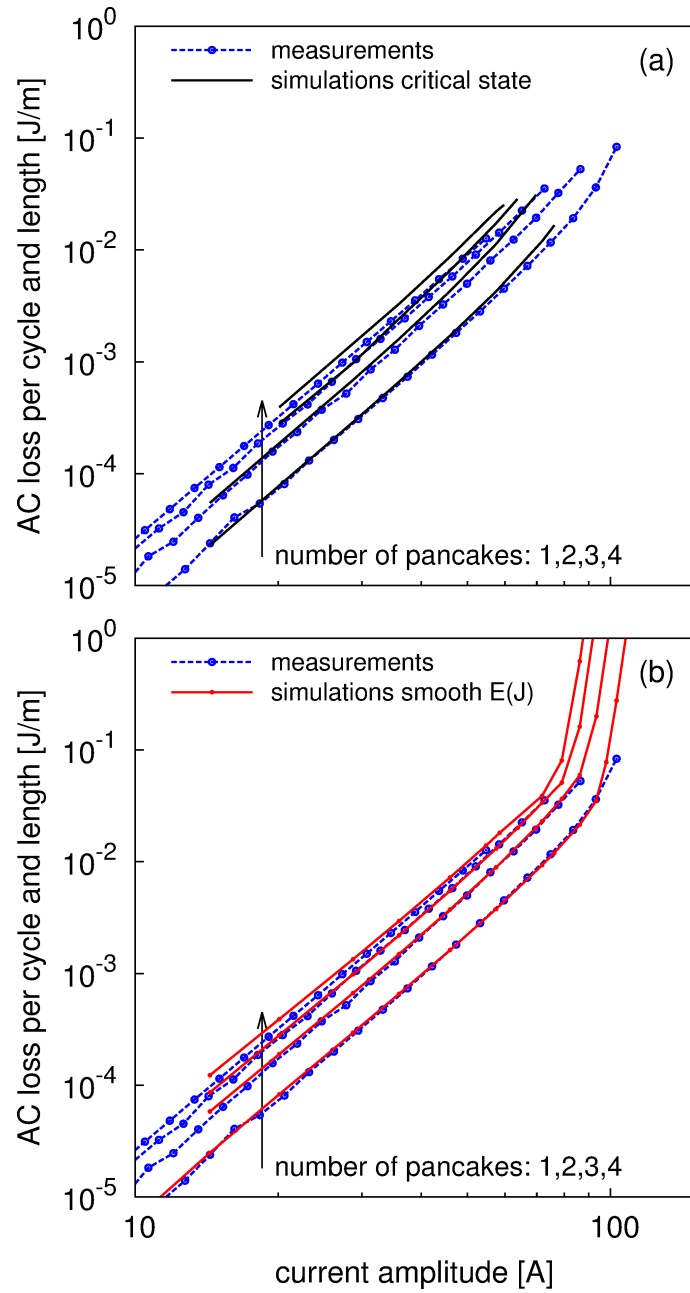 10^0
measurements
(a)
simulations critical state
10^-1
10^-2
10^-3
10^-4
10^-5
AC loss per cycle and length [J/m]
number of pancakes: 1,2,3,4
10^0
measurements
(b)
simulations smooth E(J)
10^-1
10^-2
10^-3
10^-4
10^-5
AC loss per cycle and length [J/m]
number of pancakes: 1,2,3,4
10 100
current amplitude [A]